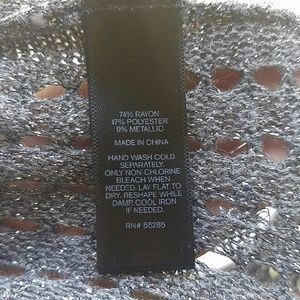 74% RAYON
17% POLYESTER
9% METALLIC
MADE IN CHINA
HAND WASH COLD
SEPARATELY.
ONLY NON-CHLORINE
BLEACH WHEN
NEEDED. LAY FLAT TO
DRY. RESHAPE WHILE
DAMP. COOL IRON
IF NEEDED.
RN# 55285